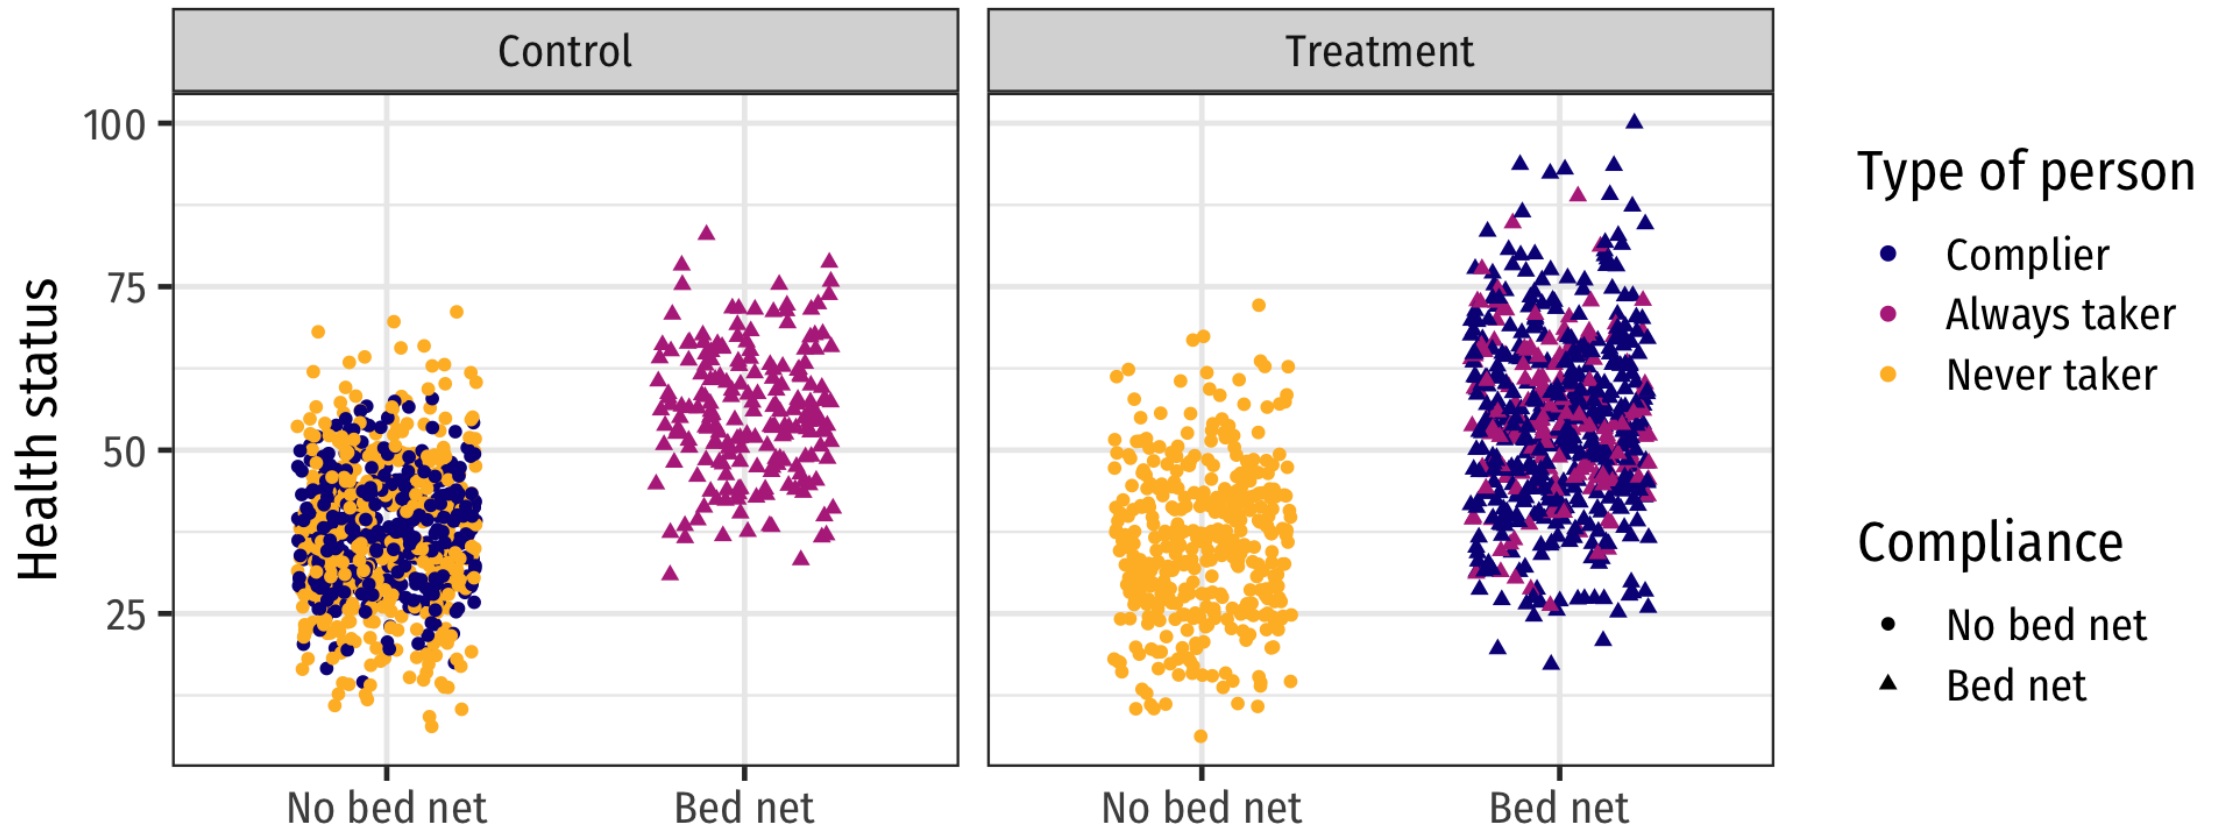 Control
Treatment
Health status
100
75
50
25
No bed net
Bed net
No bed net
Bed net
Type of person
Complier
Always taker
Never taker
Compliance
No bed net
Bed net